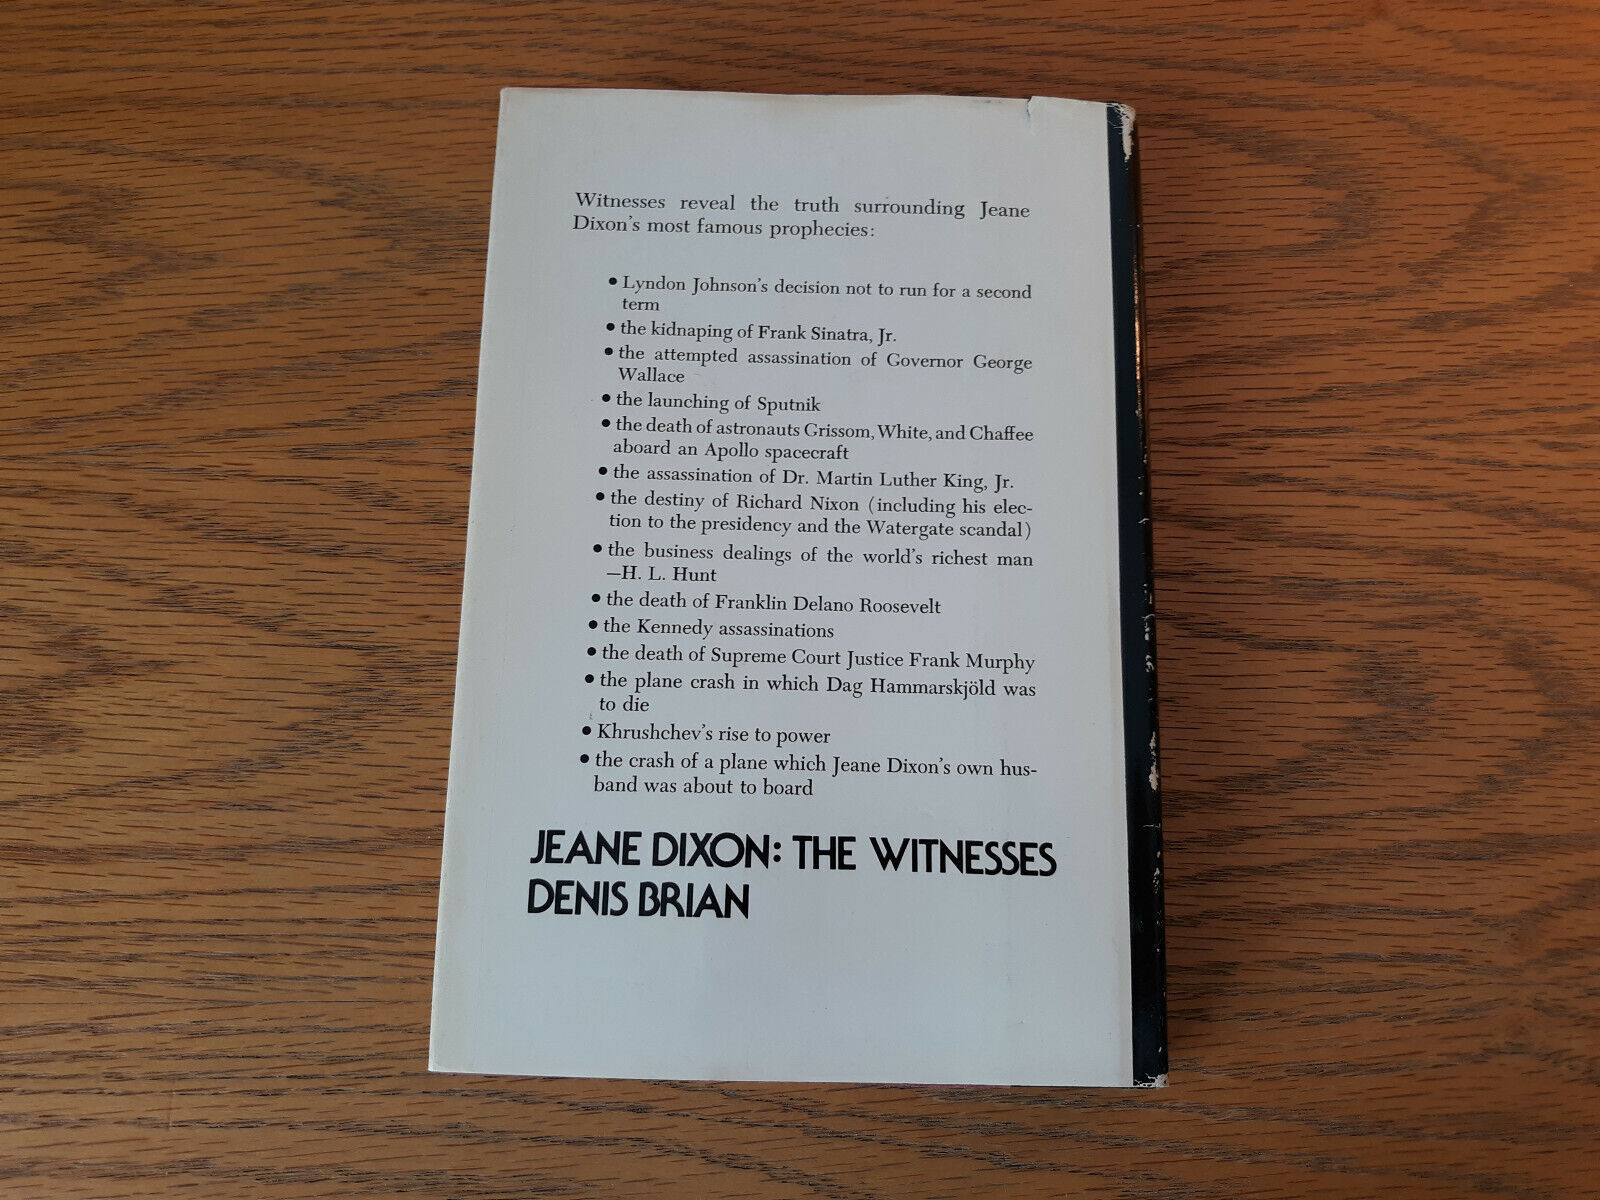 Witnesses reveal the truth surrounding Jeane
Dixon's most famous prophecies:
• Lyndon Johnson's decision not to run for a second
term
• the kidnaping of Frank Sinatra, Jr.
• the attempted assassination of Governor George
Wallace
• the launching of Sputnik
• the death of astronauts Grissom, White, and Chaffee
aboard an Apollo spacecraft
• the assassination of Dr. Martin Luther King, Jr.
• the destiny of Richard Nixon (including his elec-
tion to the presidency and the Watergate scandal)
• the business dealings of the world's richest man
—H. L. Hunt
• the death of Franklin Delano Roosevelt
• the Kennedy assassinations
• the death of Supreme Court Justice Frank Murphy
• the plane crash in which Dag Hammarskjöld was
to die
• Khrushchev's rise to power
• the crash of a plane which Jeane Dixon's own hus-
band was about to board
JEANE DIXON: THE WITNESSES
DENIS BRIAN